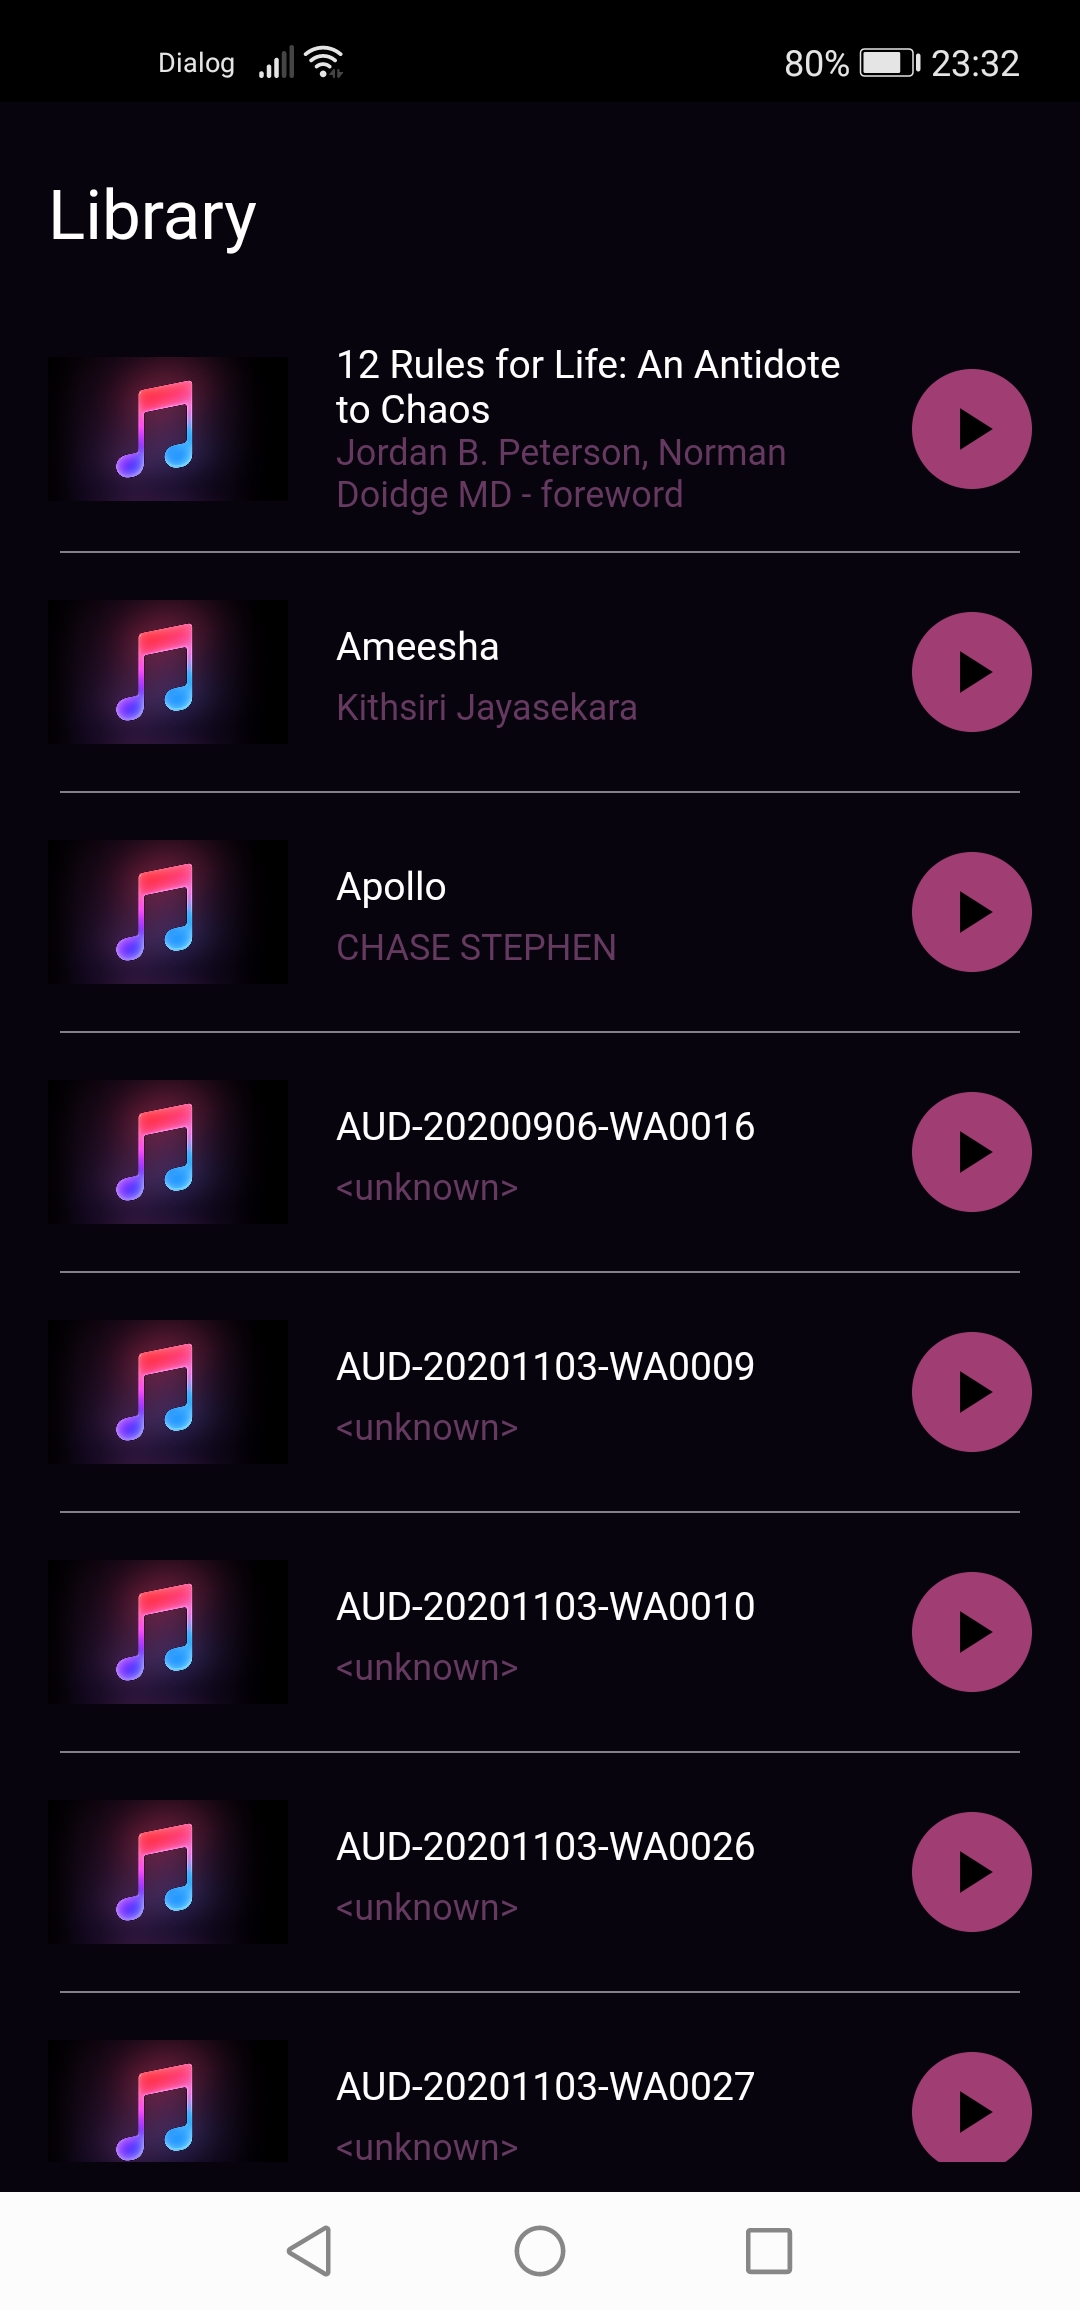 Dialog 80% 23:32
Library
12 Rules for Life: An Antidote
to Chaos
Jordan B. Peterson, Norman
Doidge MD - foreword
Ameesha
Kithsiri Jayasekara
Apollo
CHASE STEPHEN
AUD-20200906-WA0016
<unknown>
AUD-20201103-WA0009
<unknown>
AUD-20201103-WA0010
<unknown>
AUD-20201103-WA0026
<unknown>
AUD-20201103-WA0027
<unknown>